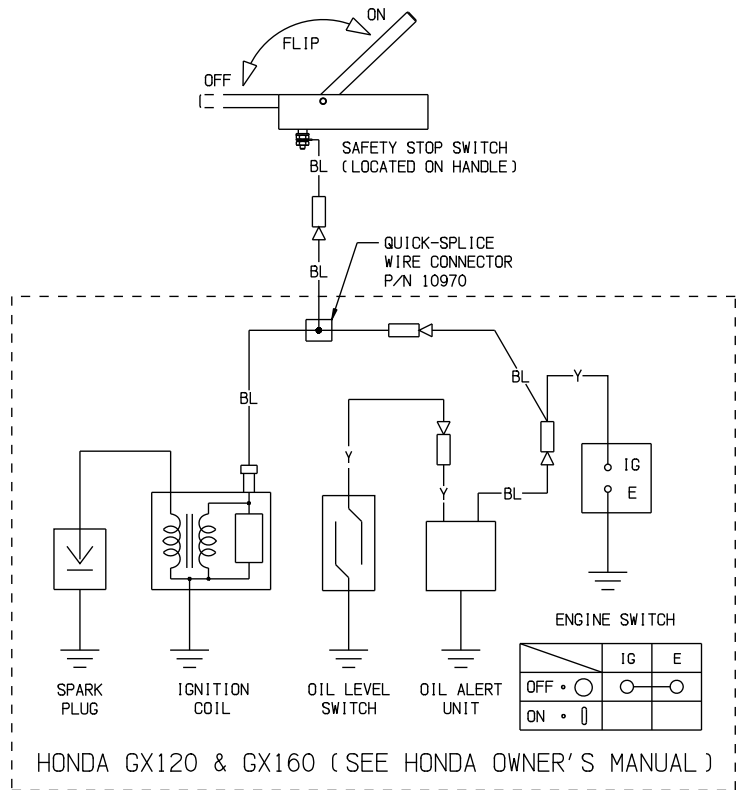 ON
FLIP
OFF
SAFETY STOP SWITCH
(LOCATED ON HANDLE)
BL
BL
QUICK-SPLICE
WIRE CONNECTOR
P/N 10970
BL
Y
BL
Y
IG
E
Y
BL
ENGINE SWITCH
SPARK
PLUG
IGNITION
COIL
OIL LEVEL
SWITCH
OIL ALERT
UNIT
IG E
OFF
ON
HONDA GX120 & GX160 (SEE HONDA OWNER'S MANUAL)